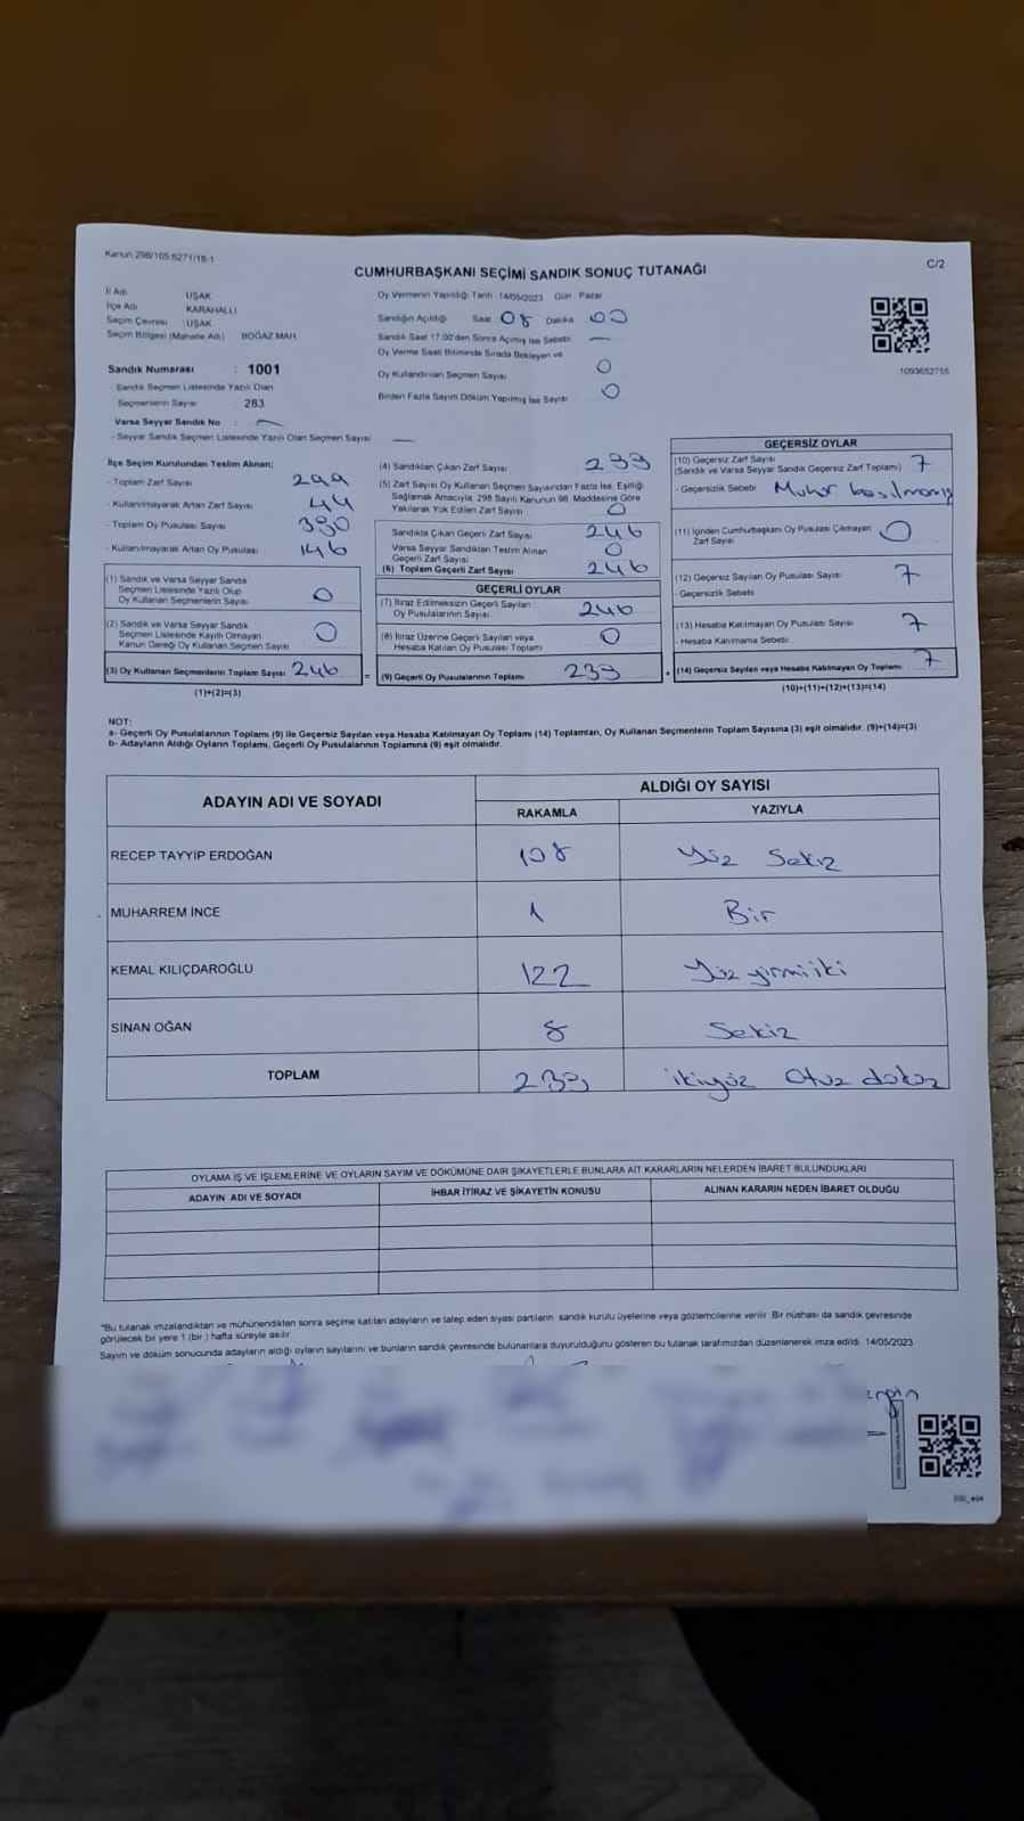 Kanun 298/105;6271/18-1
C/2
CUMHURBAŞKANI SEÇİMİ SANDIK SONUÇ TUTANAĞI
İl Adı UŞAK
İlçe Adı KARAHALLI
Seçim Çevresi : UŞAK
Seçim Bölgesi (Mahalle Adı) BOĞAZ MAH
Sandık Numarası : 1001
- Sandık Seçmen Listesinde Yazılı Olan
Seçmenlerin Sayısı 283
Varsa Seyyar Sandık No : —
- Seyyar Sandık Seçmen Listesinde Yazılı Olan Seçmen Sayısı —
Oy Vermenin Yapıldığı Tarih : 14/05/2023 Gün : Pazar
Sandığın Açıldığı Saat 08 Dakika 00
Sandık Saat 17.00'den Sonra Açılmış İse Sebebi —
Oy Verme Saati Bitiminde Sırada Bekleyen ve
Oy Kullandırılan Seçmen Sayısı 0
Birden Fazla Sayım Döküm Yapılmış İse Sayısı 0
1093652755
İlçe Seçim Kurulundan Teslim Alınan;
- Toplam Zarf Sayısı 299
- Kullanılmayarak Artan Zarf Sayısı 44
- Toplam Oy Pusulası Sayısı 380
- Kullanılmayarak Artan Oy Pusulası 146
(1) Sandık ve Varsa Seyyar Sandık
Seçmen Listesinde Yazılı Olup
Oy Kullanan Seçmenlerin Sayısı 0
(2) Sandık ve Varsa Seyyar Sandık
Seçmen Listesinde Kayıtlı Olmayan
Kanun Gereği Oy Kullanan Seçmen Sayısı 0
(3) Oy Kullanan Seçmenlerin Toplam Sayısı 246
(1)+(2)=(3)
(4) Sandıktan Çıkan Zarf Sayısı 239
(5) Zarf Sayısı Oy Kullanan Seçmen Sayısından Fazla İse, Eşitliği
Sağlamak Amacıyla 298 Sayılı Kanunun 98. Maddesine Göre
Yakılarak Yok Edilen Zarf Sayısı 0
Sandıkta Çıkan Geçerli Zarf Sayısı 246
Varsa Seyyar Sandıktan Teslim Alınan
Geçerli Zarf Sayısı 0
(6) Toplam Geçerli Zarf Sayısı 246
GEÇERLİ OYLAR
(7) İtiraz Edilmeksizin Geçerli Sayılan
Oy Pusulalarının Sayısı 246
(8) İtiraz Üzerine Geçerli Sayılan veya
Hesaba Katılan Oy Pusulası Toplamı 0
= (9) Geçerli Oy Pusulalarının Toplamı 239
GEÇERSİZ OYLAR
(10) Geçersiz Zarf Sayısı
(Sandık ve Varsa Seyyar Sandık Geçersiz Zarf Toplamı) 7
- Geçersizlik Sebebi: Mühür basılmamış
(11) İçinden Cumhurbaşkanı Oy Pusulası Çıkmayan
Zarf Sayısı 0
(12) Geçersiz Sayılan Oy Pusulası Sayısı 7
- Geçersizlik Sebebi:
(13) Hesaba Katılmayan Oy Pusulası Sayısı 7
- Hesaba Katılmama Sebebi:
+ (14) Geçersiz Sayılan veya Hesaba Katılmayan Oy Toplamı 7
(10)+(11)+(12)+(13)=(14)
NOT:
a- Geçerli Oy Pusulalarının Toplamı (9) ile Geçersiz Sayılan veya Hesaba Katılmayan Oy Toplamı (14) Toplamları, Oy Kullanan Seçmenlerin Toplam Sayısına (3) eşit olmalıdır. (9)+(14)=(3)
b- Adayların Aldığı Oyların Toplamı, Geçerli Oy Pusulalarının Toplamına (9) eşit olmalıdır.
ADAYIN ADI VE SOYADI ALDIĞI OY SAYISI
RAKAMLA YAZIYLA
RECEP TAYYİP ERDOĞAN 108 Yüz Sekiz
MUHARREM İNCE 1 Bir
KEMAL KILIÇDAROĞLU 122 Yüz yirmi iki
SİNAN OĞAN 8 Sekiz
TOPLAM 239 ikiyüz Otuz dokuz
OYLAMA İŞ VE İŞLEMLERİNE VE OYLARIN SAYIM VE DÖKÜMÜNE DAİR ŞİKAYETLERLE BUNLARA AİT KARARLARIN NELERDEN İBARET BULUNDUKLARI
ADAYIN ADI VE SOYADI İHBAR İTİRAZ VE ŞİKAYETİN KONUSU ALINAN KARARIN NEDEN İBARET OLDUĞU
"Bu tutanak imzalandıktan ve mühürlendikten sonra seçime katılan adayların ve talep eden siyasi partilerin sandık kurulu üyelerine veya gözlemcilerine verilir. Bir nüshası da sandık çevresinde
görülecek bir yere 1 (bir ) hafta süreyle asılır.
Sayım ve döküm sonucunda adayların aldığı oyların sayılarını ve bunların sandık çevresinde bulunanlara duyurulduğunu gösteren bu tutanak tarafımızdan düzenlenerek imza edildi. 14/05/2023